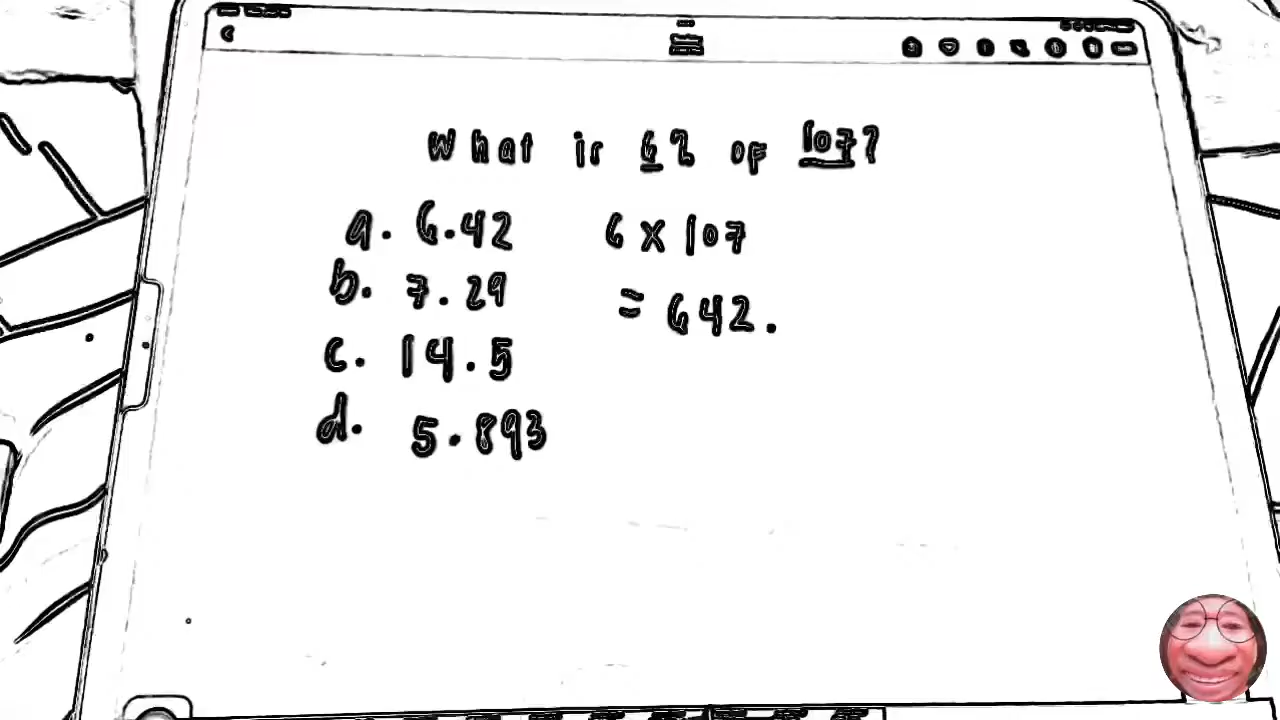 What is 6% of 107?
a. 6.42 6 x 107
b. 7.29 = 642.
c. 14.5
d. 5.893